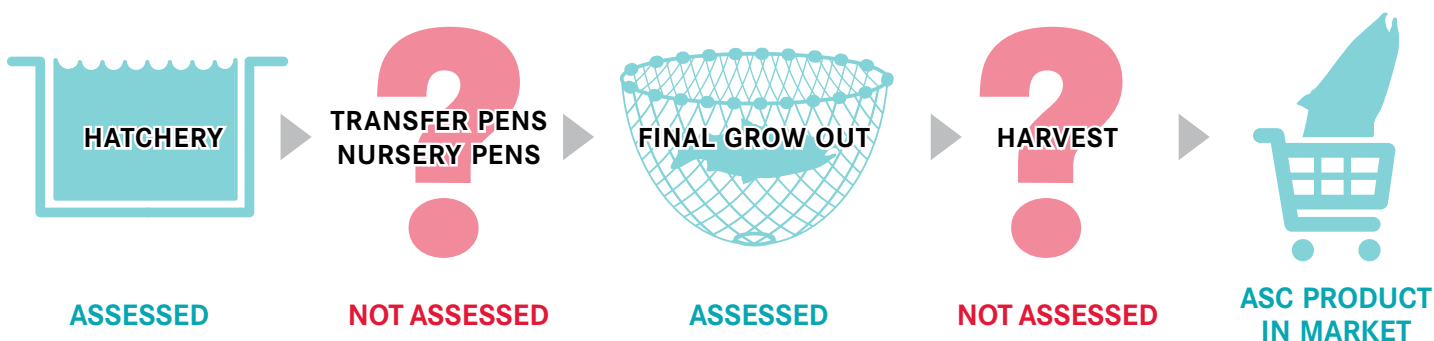 HATCHERY
TRANSFER PENS
NURSERY PENS
FINAL GROW OUT
HARVEST
ASSESSED
NOT ASSESSED
ASSESSED
NOT ASSESSED
ASC PRODUCT
IN MARKET